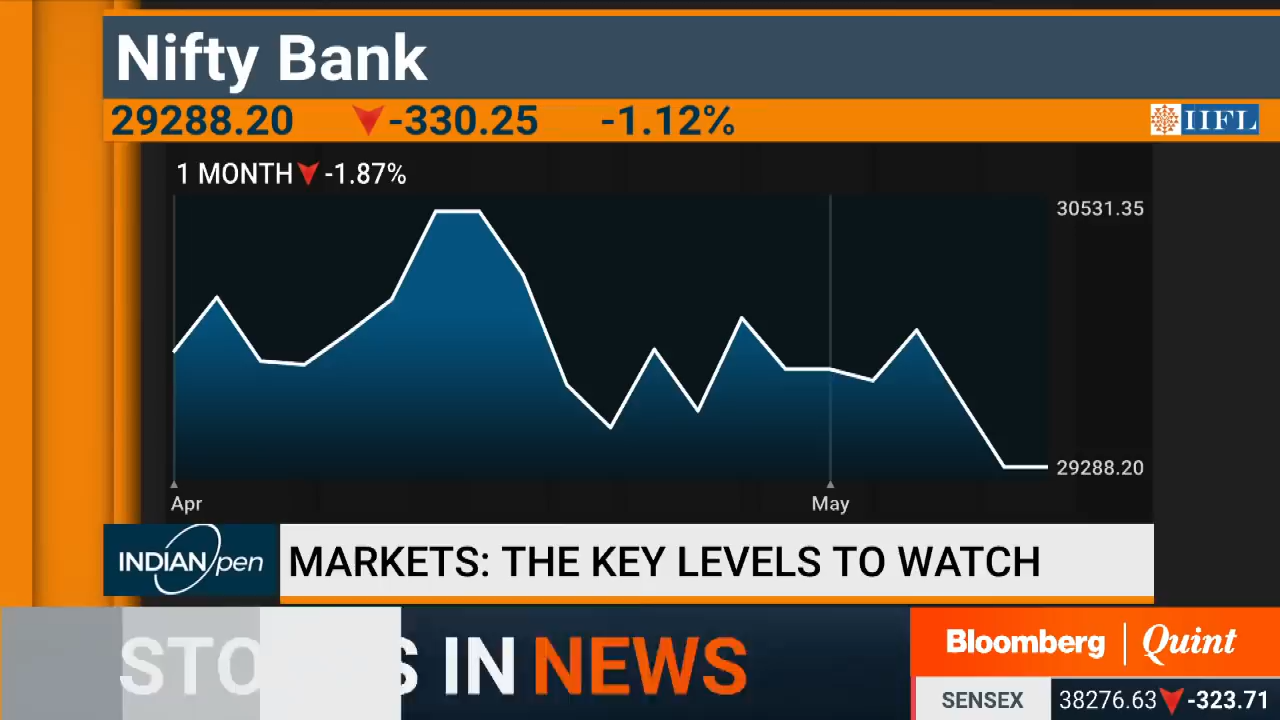 Nifty Bank
29288.20 -330.25 -1.12%
IIFL
1 MONTH -1.87%
30531.35
29288.20
Apr May
INDIAN Open
MARKETS: THE KEY LEVELS TO WATCH
IN NEWS
Bloomberg | Quint
SENSEX 38276.63 -323.71